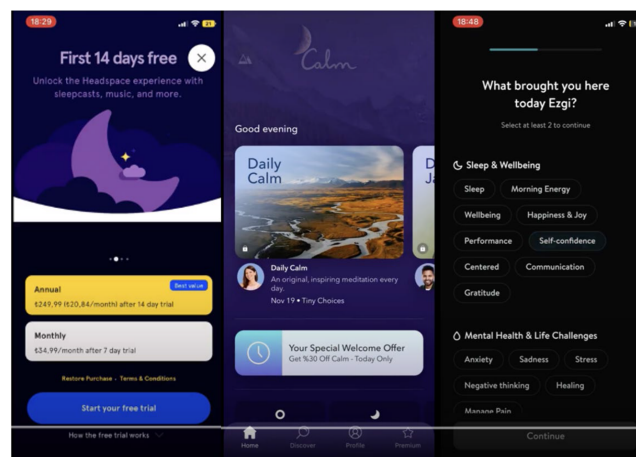 18:29
21
First 14 days free
Unlock the Headspace experience with
sleepcasts, music, and more.
Annual
Best value
₺249,99 (₺20,84/month) after 14 day trial
Monthly
₺34,99/month after 7 day trial
Restore Purchase • Terms & Conditions
Start your free trial
How the free trial works
Calm
Good evening
Daily
Calm
D
Ja
Daily Calm
An original, inspiring meditation every
day.
Nov 19 • Tiny Choices
Your Special Welcome Offer
Get %30 Off Calm - Today Only
Home
Discover
Profile
Premium
18:48
What brought you here
today Ezgi?
Select at least 2 to continue
Sleep & Wellbeing
Sleep
Morning Energy
Wellbeing
Happiness & Joy
Performance
Self-confidence
Centered
Communication
Gratitude
Mental Health & Life Challenges
Anxiety
Sadness
Stress
Negative thinking
Healing
Manage Pain
Continue